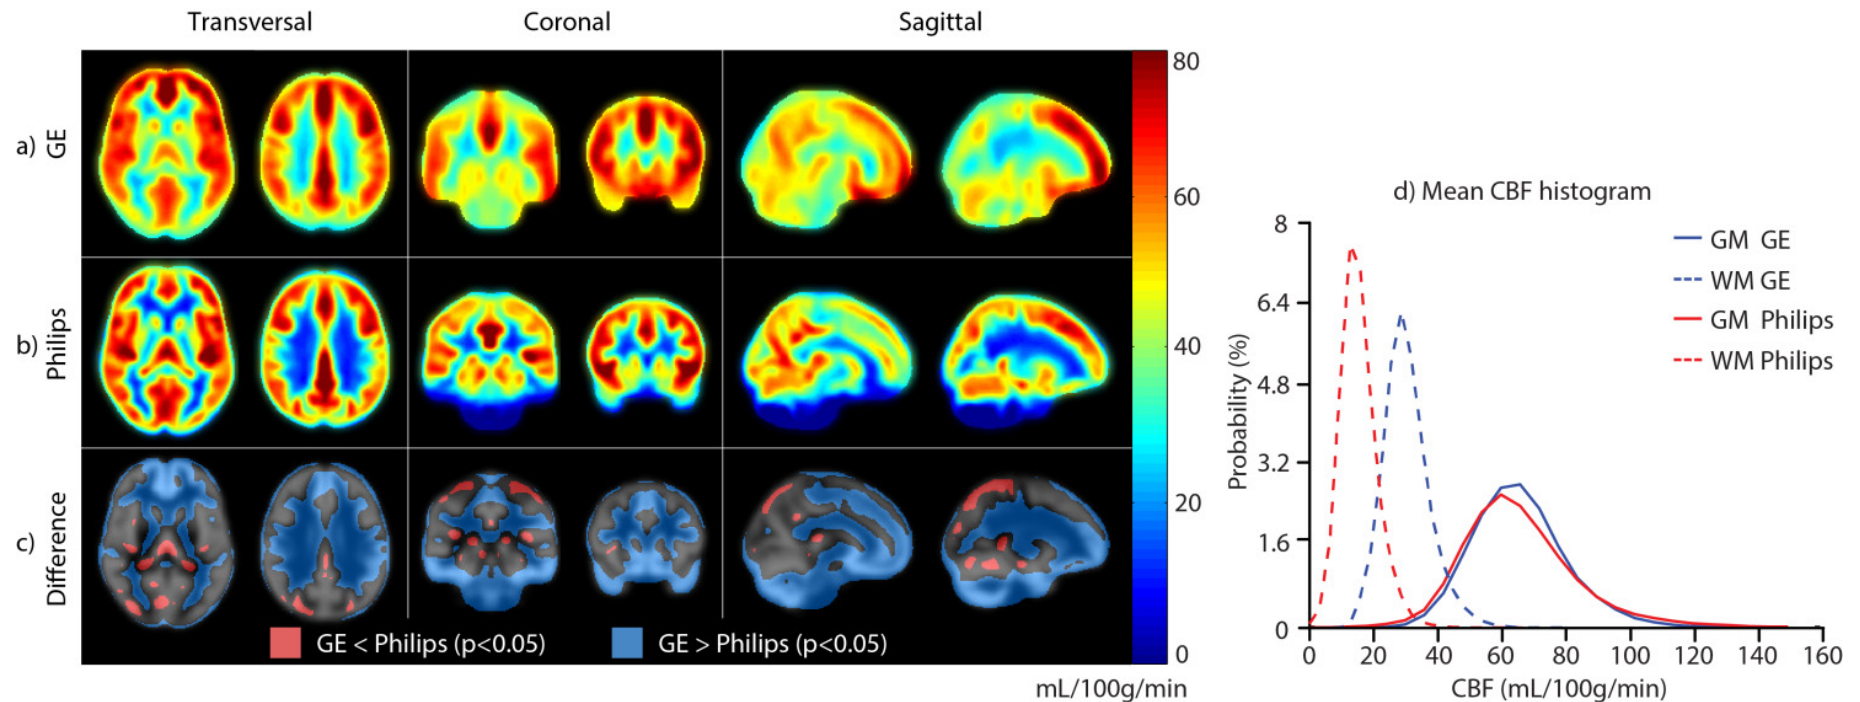 Transversal Coronal Sagittal
a) GE
b) Philips
c) Difference
80
60
40
20
0
GE < Philips (p<0.05) GE > Philips (p<0.05)
mL/100g/min
d) Mean CBF histogram
GM GE
WM GE
GM Philips
WM Philips
Probability (%)
8
6.4
4.8
3.2
1.6
0
0 20 40 60 80 100 120 140 160
CBF (mL/100g/min)